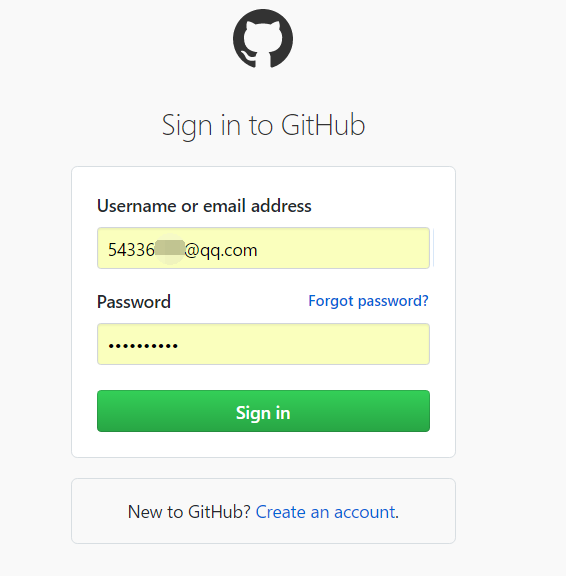 Sign in to GitHub
Username or email address
54336@qq.com
Password Forgot password?
Sign in
New to GitHub? Create an account.